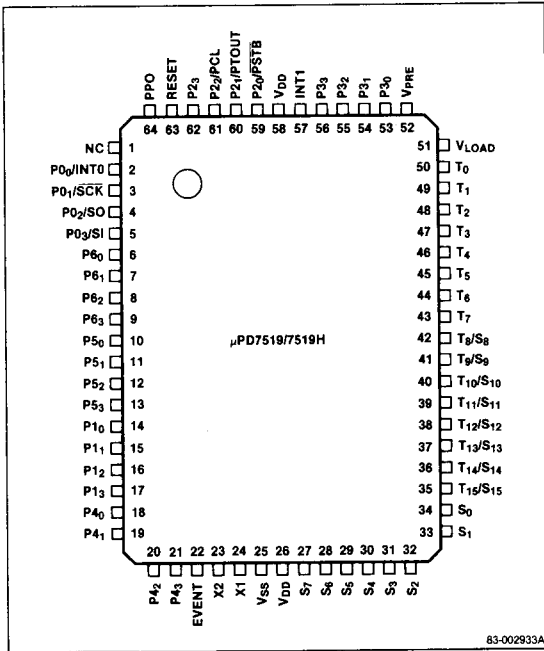 PPO
RESET
P2₃
P2₂/PCL
P2₁/PTOUT
P2₀/P̅S̅T̅B̅
VDD
INT1
P3₃
P3₂
P3₁
P3₀
VPRE
64 63 62 61 60 59 58 57 56 55 54 53 52
NC 1
P0₀/INT0 2
P0₁/S̅C̅K̅ 3
P0₂/SO 4
P0₃/SI 5
P6₀ 6
P6₁ 7
P6₂ 8
P6₃ 9
P5₀ 10
P5₁ 11
P5₂ 12
P5₃ 13
P1₀ 14
P1₁ 15
P1₂ 16
P1₃ 17
P4₀ 18
P4₁ 19
μPD7519/7519H
51 VLOAD
50 T₀
49 T₁
48 T₂
47 T₃
46 T₄
45 T₅
44 T₆
43 T₇
42 T₈/S₈
41 T₉/S₉
40 T₁₀/S₁₀
39 T₁₁/S₁₁
38 T₁₂/S₁₂
37 T₁₃/S₁₃
36 T₁₄/S₁₄
35 T₁₅/S₁₅
34 S₀
33 S₁
20 21 22 23 24 25 26 27 28 29 30 31 32
P4₂
P4₃
EVENT
X2
X1
VSS
VDD
S₇
S₆
S₅
S₄
S₃
S₂
83-002933A